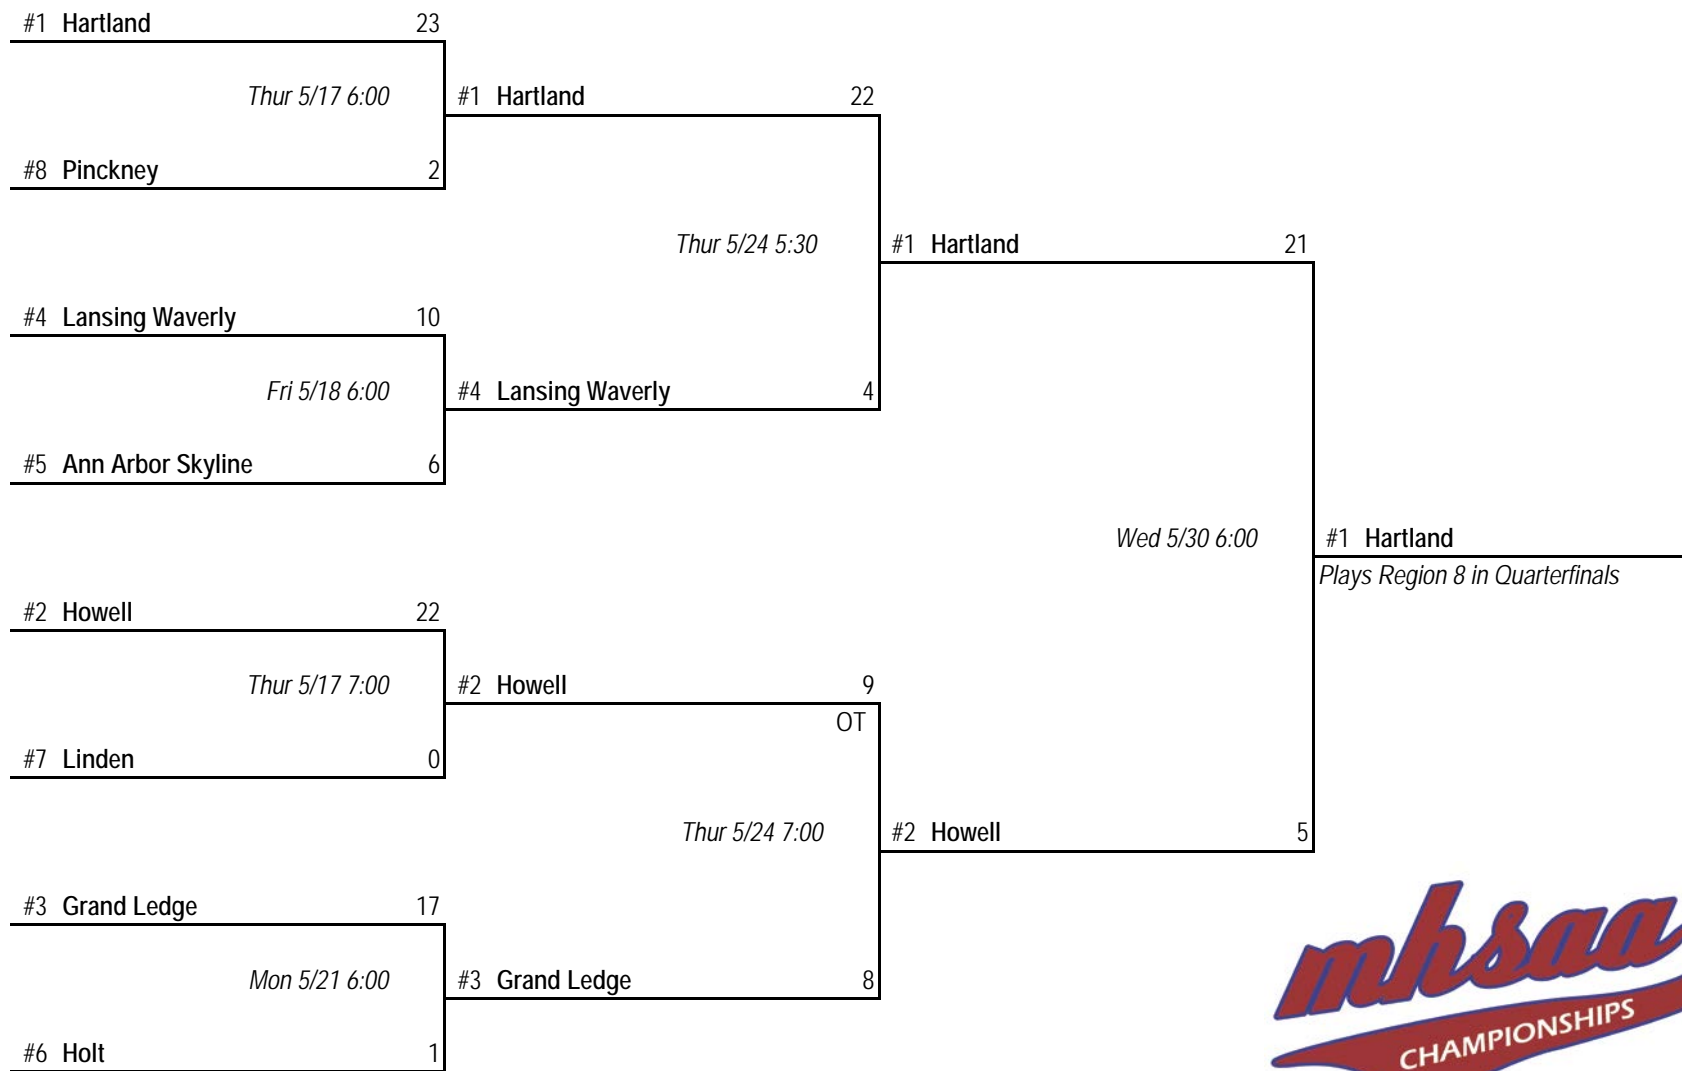 #1 Hartland 23
Thur 5/17 6:00
#1 Hartland 22
#8 Pinckney 2
Thur 5/24 5:30
#1 Hartland 21
#4 Lansing Waverly 10
Fri 5/18 6:00
#4 Lansing Waverly 4
#5 Ann Arbor Skyline 6
Wed 5/30 6:00
#1 Hartland
Plays Region 8 in Quarterfinals
#2 Howell 22
Thur 5/17 7:00
#2 Howell 9
OT
#7 Linden 0
Thur 5/24 7:00
#2 Howell 5
#3 Grand Ledge 17
Mon 5/21 6:00
#3 Grand Ledge 8
#6 Holt 1
mhsaa
CHAMPIONSHIPS